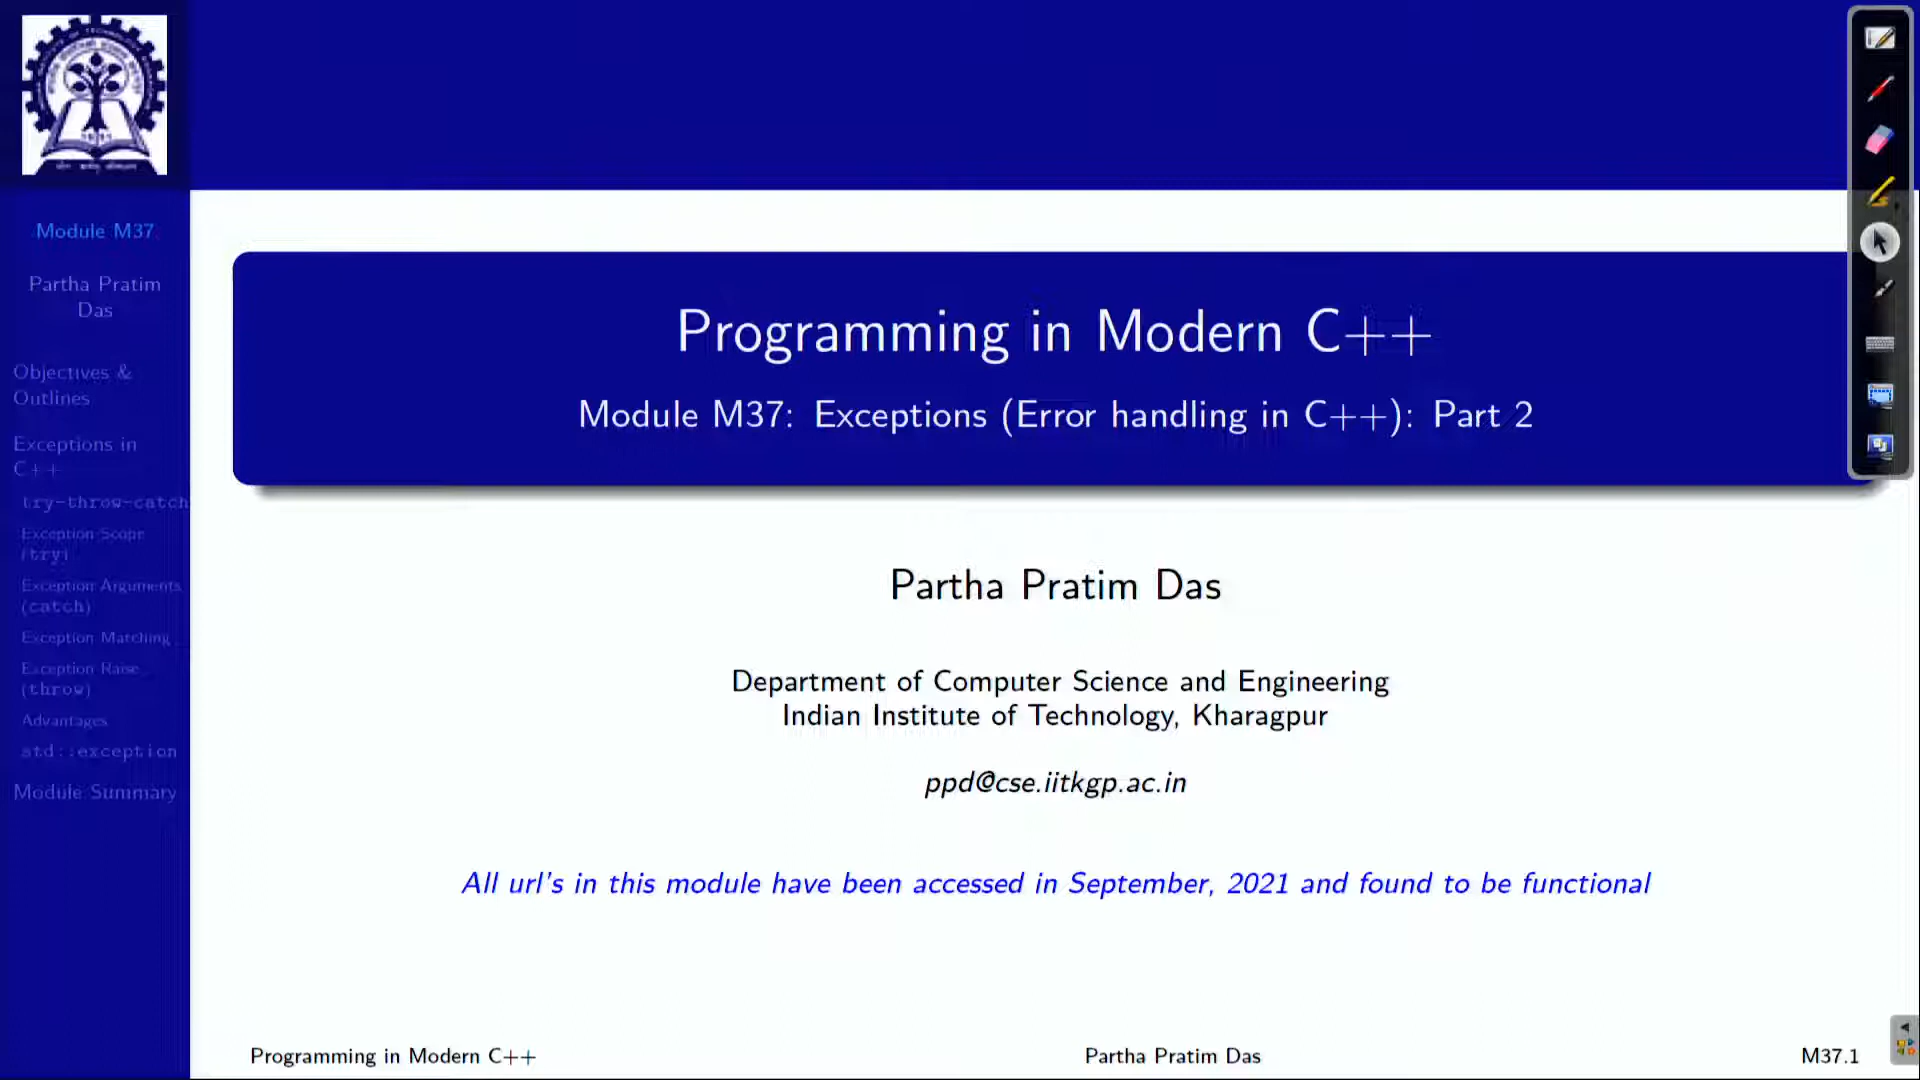 Module M37
Partha Pratim
Das
Objectives &
Outlines
Exceptions in
C++
try-throw-catch
Exception Scope
(try)
Exception Arguments
(catch)
Exception Matching
Exception Raise
(throw)
Advantages
std::exception
Module Summary
Programming in Modern C++
Module M37: Exceptions (Error handling in C++): Part 2
Partha Pratim Das
Department of Computer Science and Engineering
Indian Institute of Technology, Kharagpur
ppd@cse.iitkgp.ac.in
All url's in this module have been accessed in September, 2021 and found to be functional
Programming in Modern C++
Partha Pratim Das
M37.1